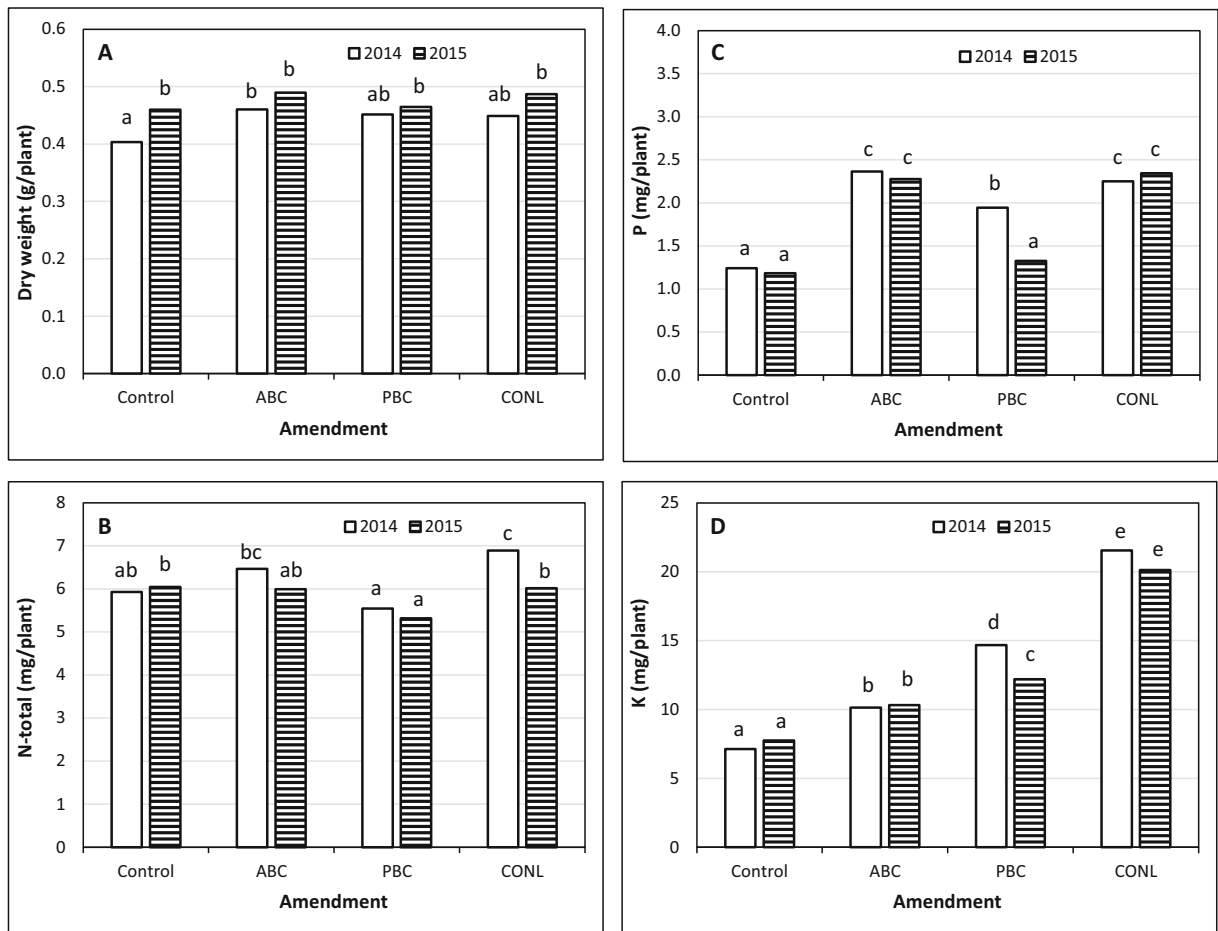 A
2014 2015
0.6
0.5
0.4
0.3
0.2
0.1
0.0
Dry weight (g/plant)
a b b b ab b ab b
Control ABC PBC CONL
Amendment
C
2014 2015
4.0
3.5
3.0
2.5
2.0
1.5
1.0
0.5
0.0
P (mg/plant)
a a c c b a c c
Control ABC PBC CONL
Amendment
B
2014 2015
8
7
6
5
4
3
2
1
0
N-total (mg/plant)
ab b bc ab a a c b
Control ABC PBC CONL
Amendment
D
2014 2015
25
20
15
10
5
0
K (mg/plant)
a a b b d c e e
Control ABC PBC CONL
Amendment